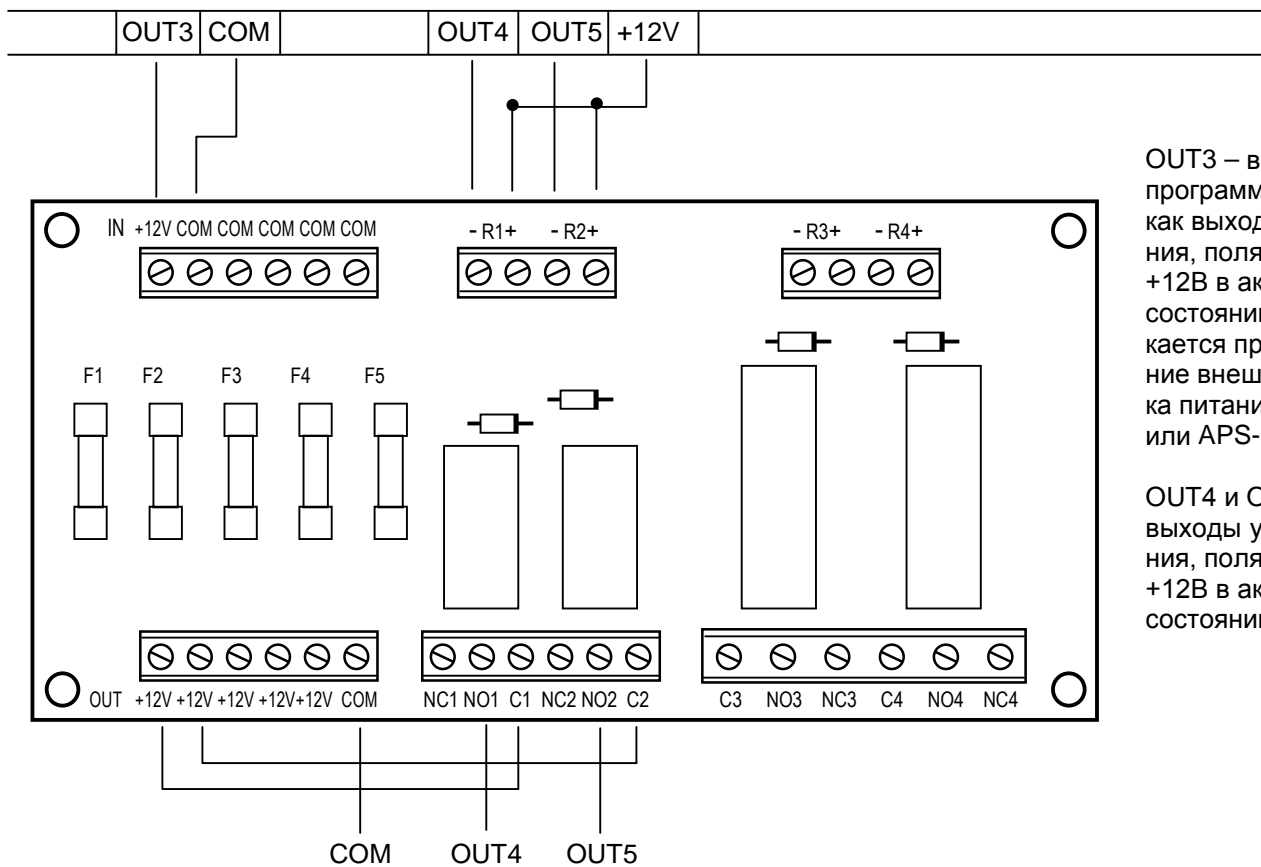 OUT3 COM OUT4 OUT5 +12V
IN +12V COM COM COM COM COM - R1+ - R2+ - R3+ - R4+
F1 F2 F3 F4 F5
OUT +12V +12V +12V +12V+12V COM NC1 NO1 C1 NC2 NO2 C2 C3 NO3 NC3 C4 NO4 NC4
COM OUT4 OUT5
OUT3 – в
программ
как выход
ния, поля
+12В в ак
состояни
кается пр
ние внеш
ка питани
или APS-
OUT4 и
выходы у
ния, поля
+12В в ак
состояни